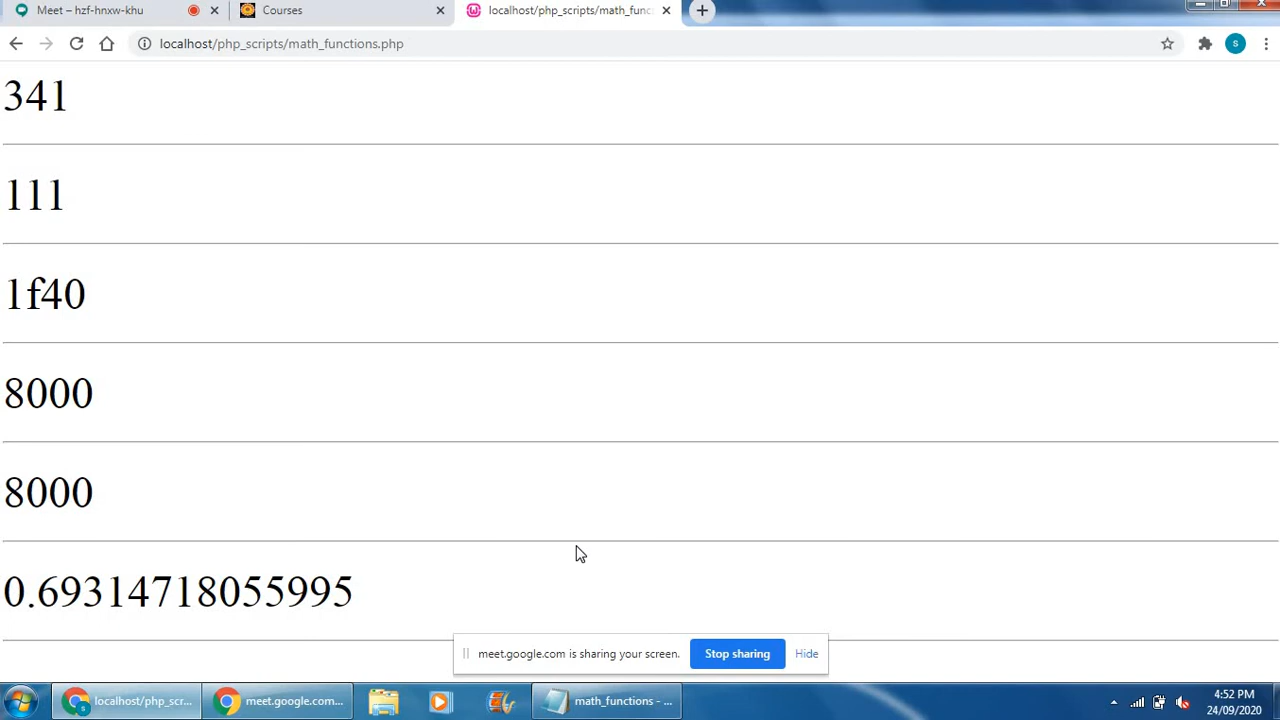 Meet – hzf-hnxw-khu
Courses
localhost/php_scripts/math_func
localhost/php_scripts/math_functions.php
S
341
111
1f40
8000
8000
0.69314718055995
meet.google.com is sharing your screen.
Stop sharing
Hide
localhost/php_scr...
meet.google.com...
math_functions - ...
4:52 PM
24/09/2020